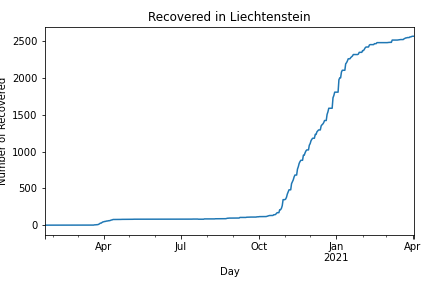 Recovered in Liechtenstein
Number of Recovered
2500
2000
1500
1000
500
0
Apr
Jul
Oct
Jan
2021
Apr
Day